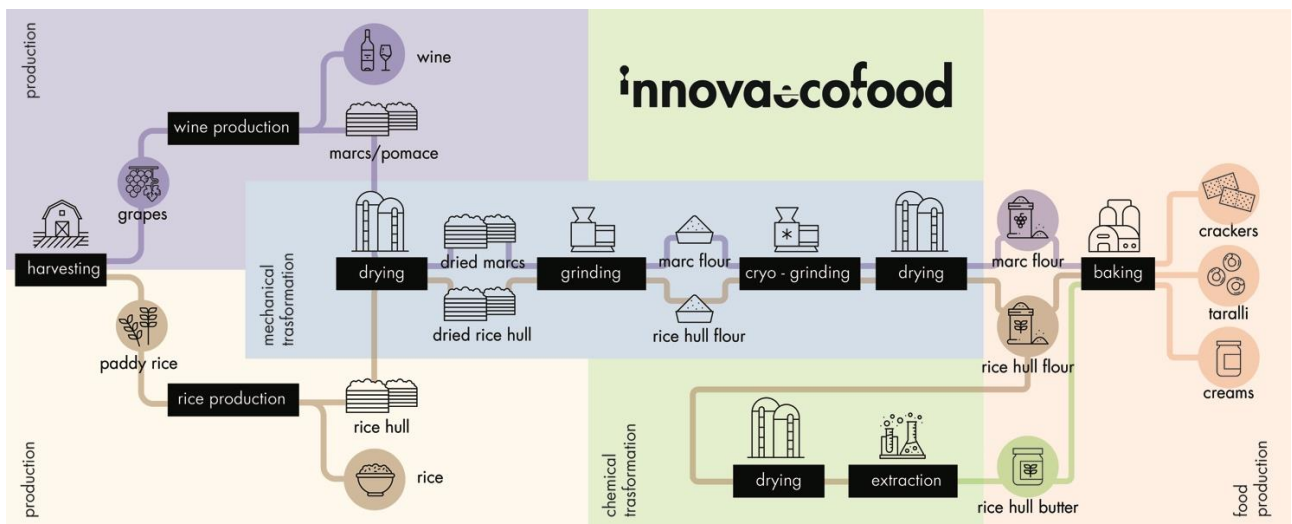 production
wine
innovaecofood
wine production
marcs/pomace
grapes
harvesting
mechanical
trasformation
drying
dried marcs
dried rice hull
grinding
marc flour
rice hull flour
cryo - grinding
drying
marc flour
rice hull flour
baking
crackers
taralli
creams
paddy rice
rice production
rice hull
rice
production
chemical
trasformation
drying
extraction
rice hull butter
food
production